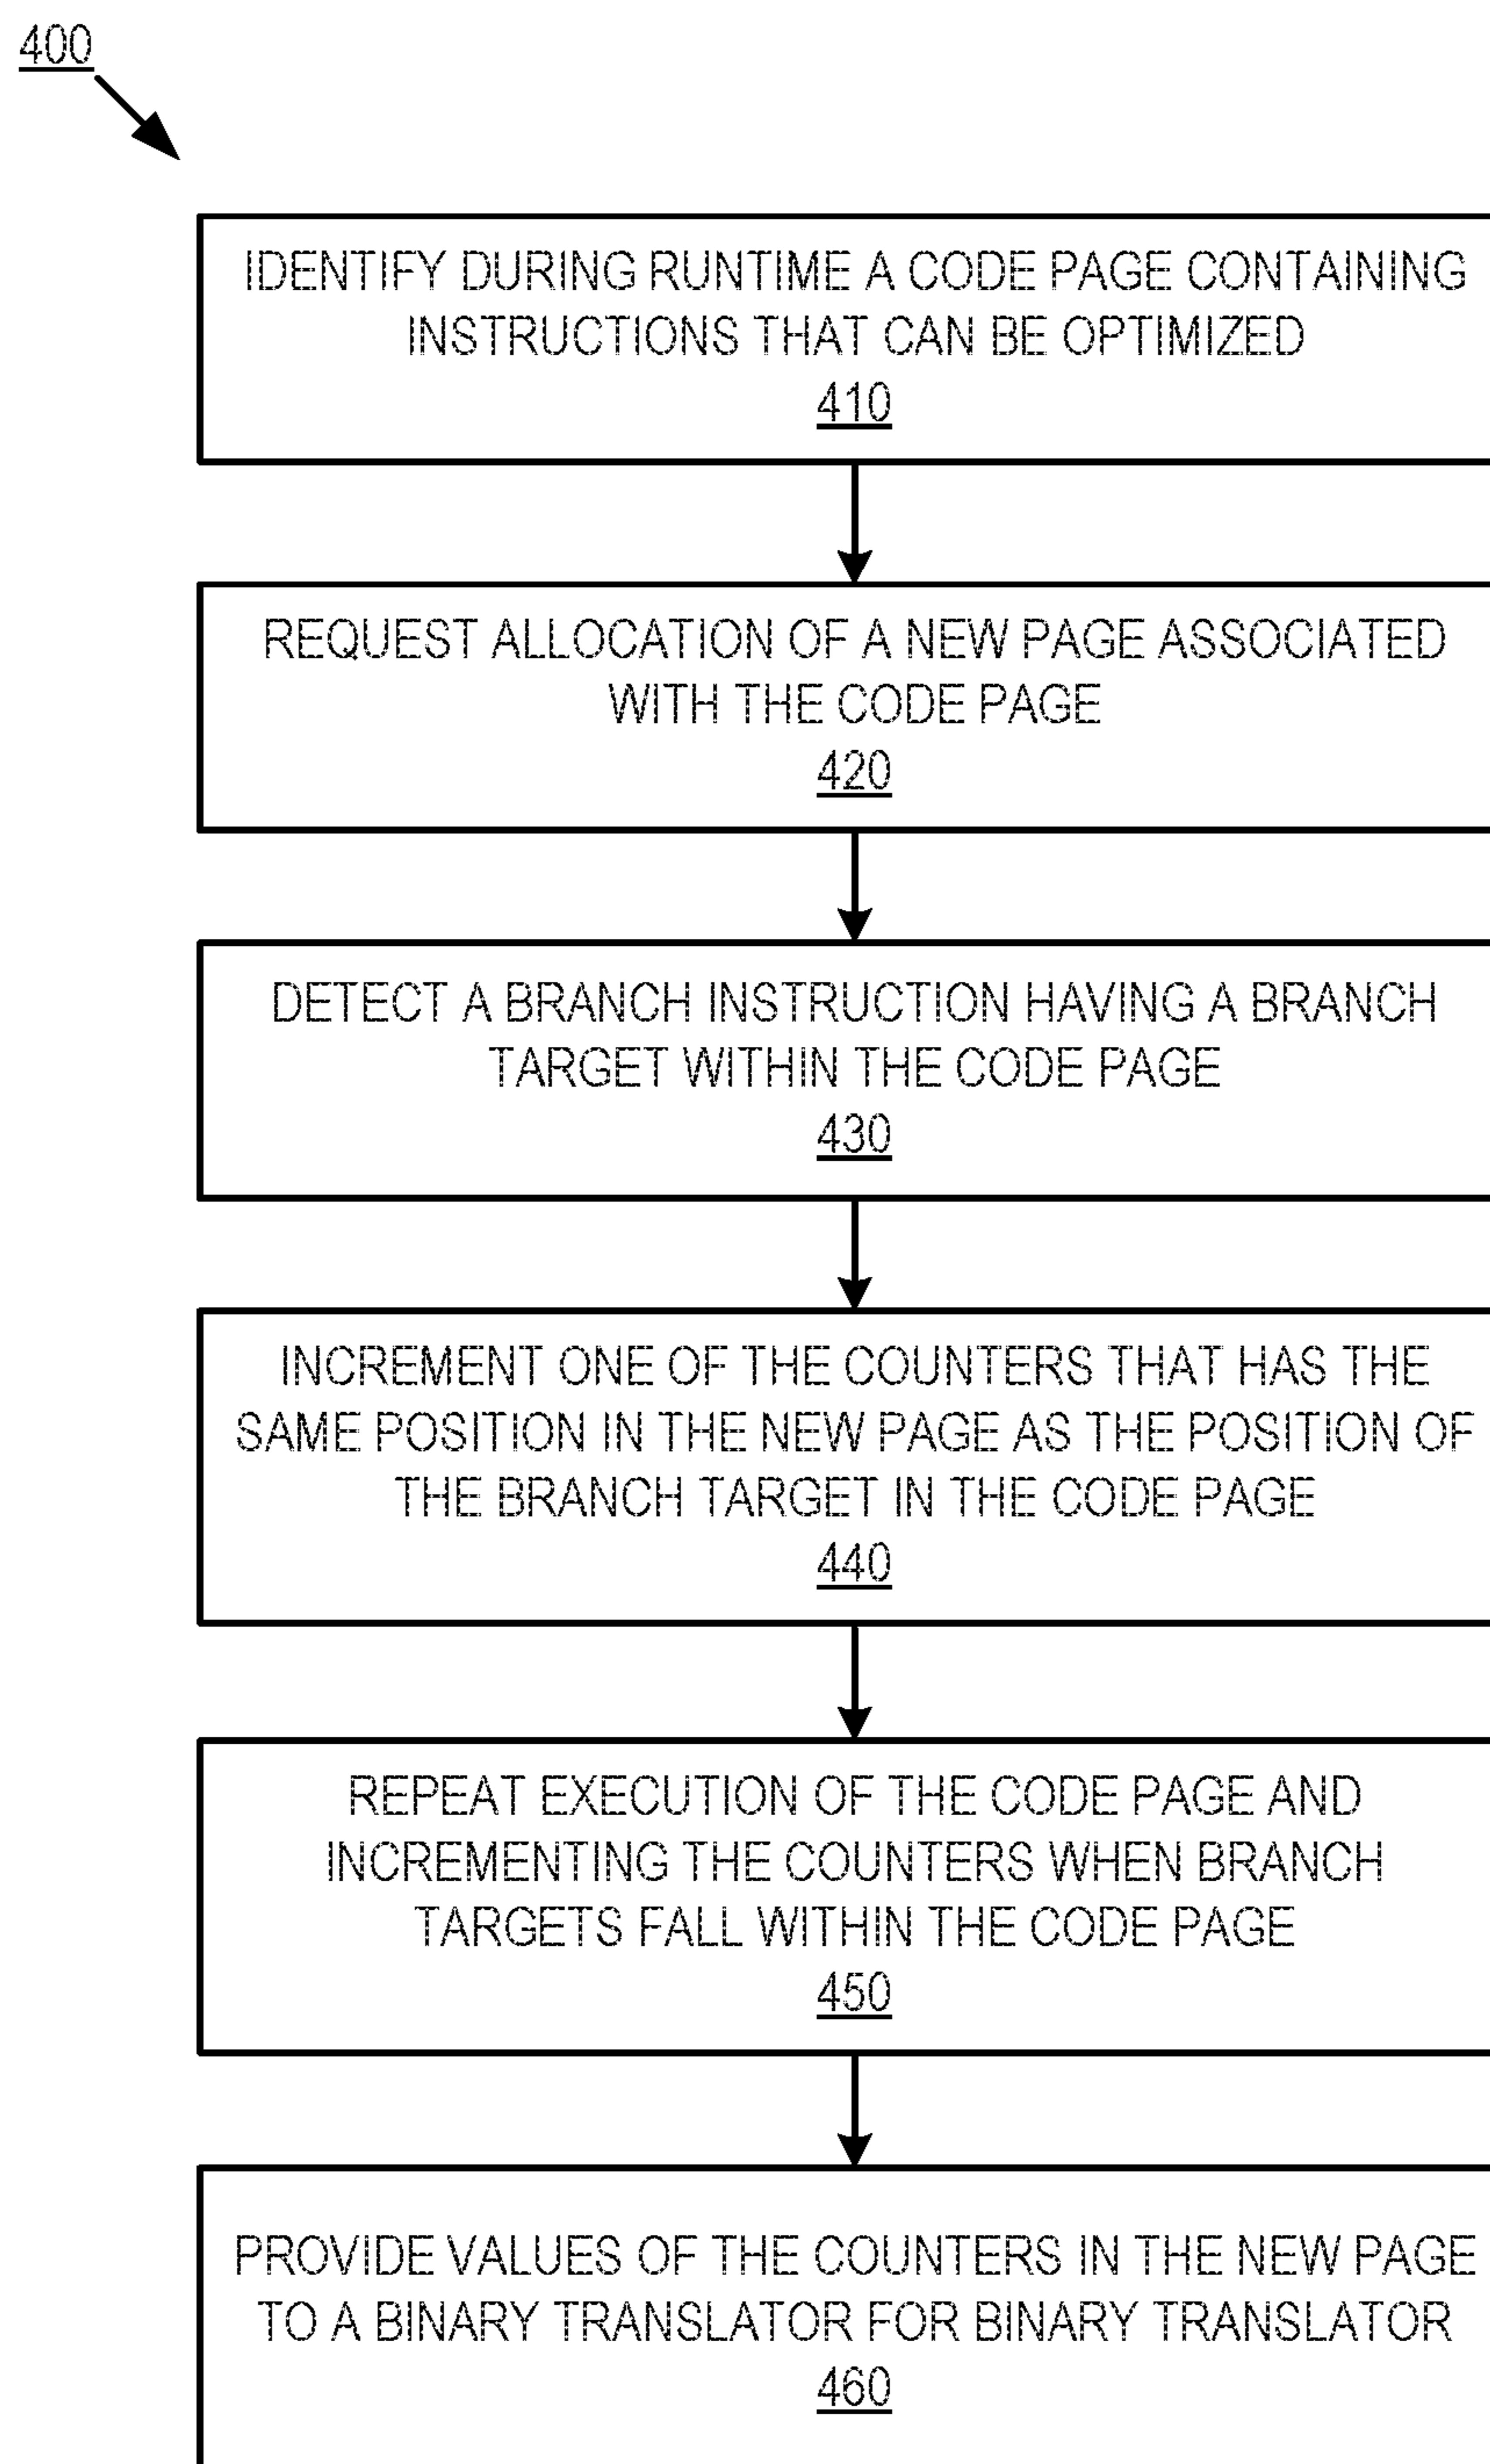 400
IDENTIFY DURING RUNTIME A CODE PAGE CONTAINING
INSTRUCTIONS THAT CAN BE OPTIMIZED
410
REQUEST ALLOCATION OF A NEW PAGE ASSOCIATED
WITH THE CODE PAGE
420
DETECT A BRANCH INSTRUCTION HAVING A BRANCH
TARGET WITHIN THE CODE PAGE
430
INCREMENT ONE OF THE COUNTERS THAT HAS THE
SAME POSITION IN THE NEW PAGE AS THE POSITION OF
THE BRANCH TARGET IN THE CODE PAGE
440
REPEAT EXECUTION OF THE CODE PAGE AND
INCREMENTING THE COUNTERS WHEN BRANCH
TARGETS FALL WITHIN THE CODE PAGE
450
PROVIDE VALUES OF THE COUNTERS IN THE NEW PAGE
TO A BINARY TRANSLATOR FOR BINARY TRANSLATOR
460